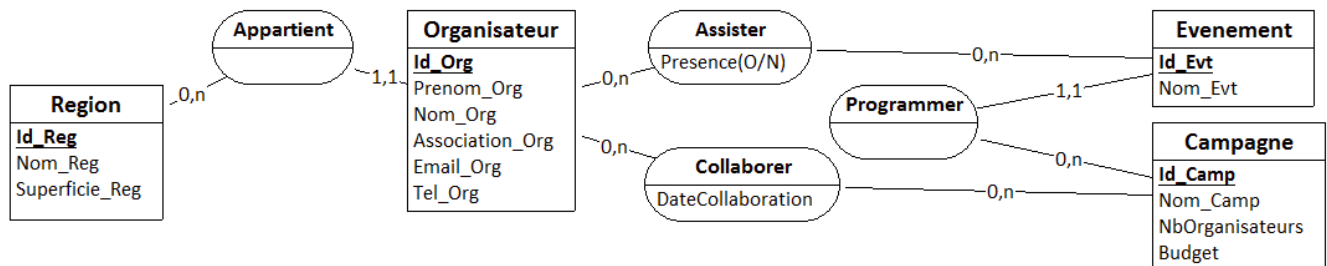 Appartient
Organisateur
Id_Org
Prenom_Org
Nom_Org
Association_Org
Email_Org
Tel_Org
Assister
Presence(O/N)
Evenement
Id_Evt
Nom_Evt
0,n
1,1
0,n
0,n
Region
Id_Reg
Nom_Reg
Superficie_Reg
Programmer
1,1
0,n
0,n
Collaborer
DateCollaboration
0,n
Campagne
Id_Camp
Nom_Camp
NbOrganisateurs
Budget